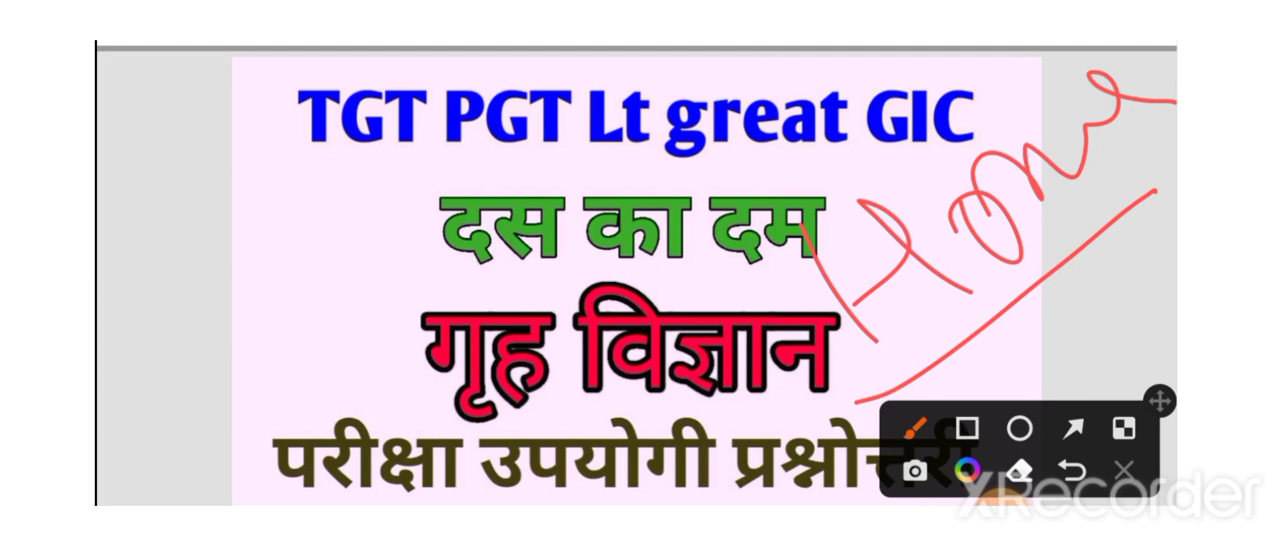 TGT PGT Lt great GIC
दस का दम
Home
गृह विज्ञान
परीक्षा उपयोगी प्रश्नोत्तरी
XRecorder